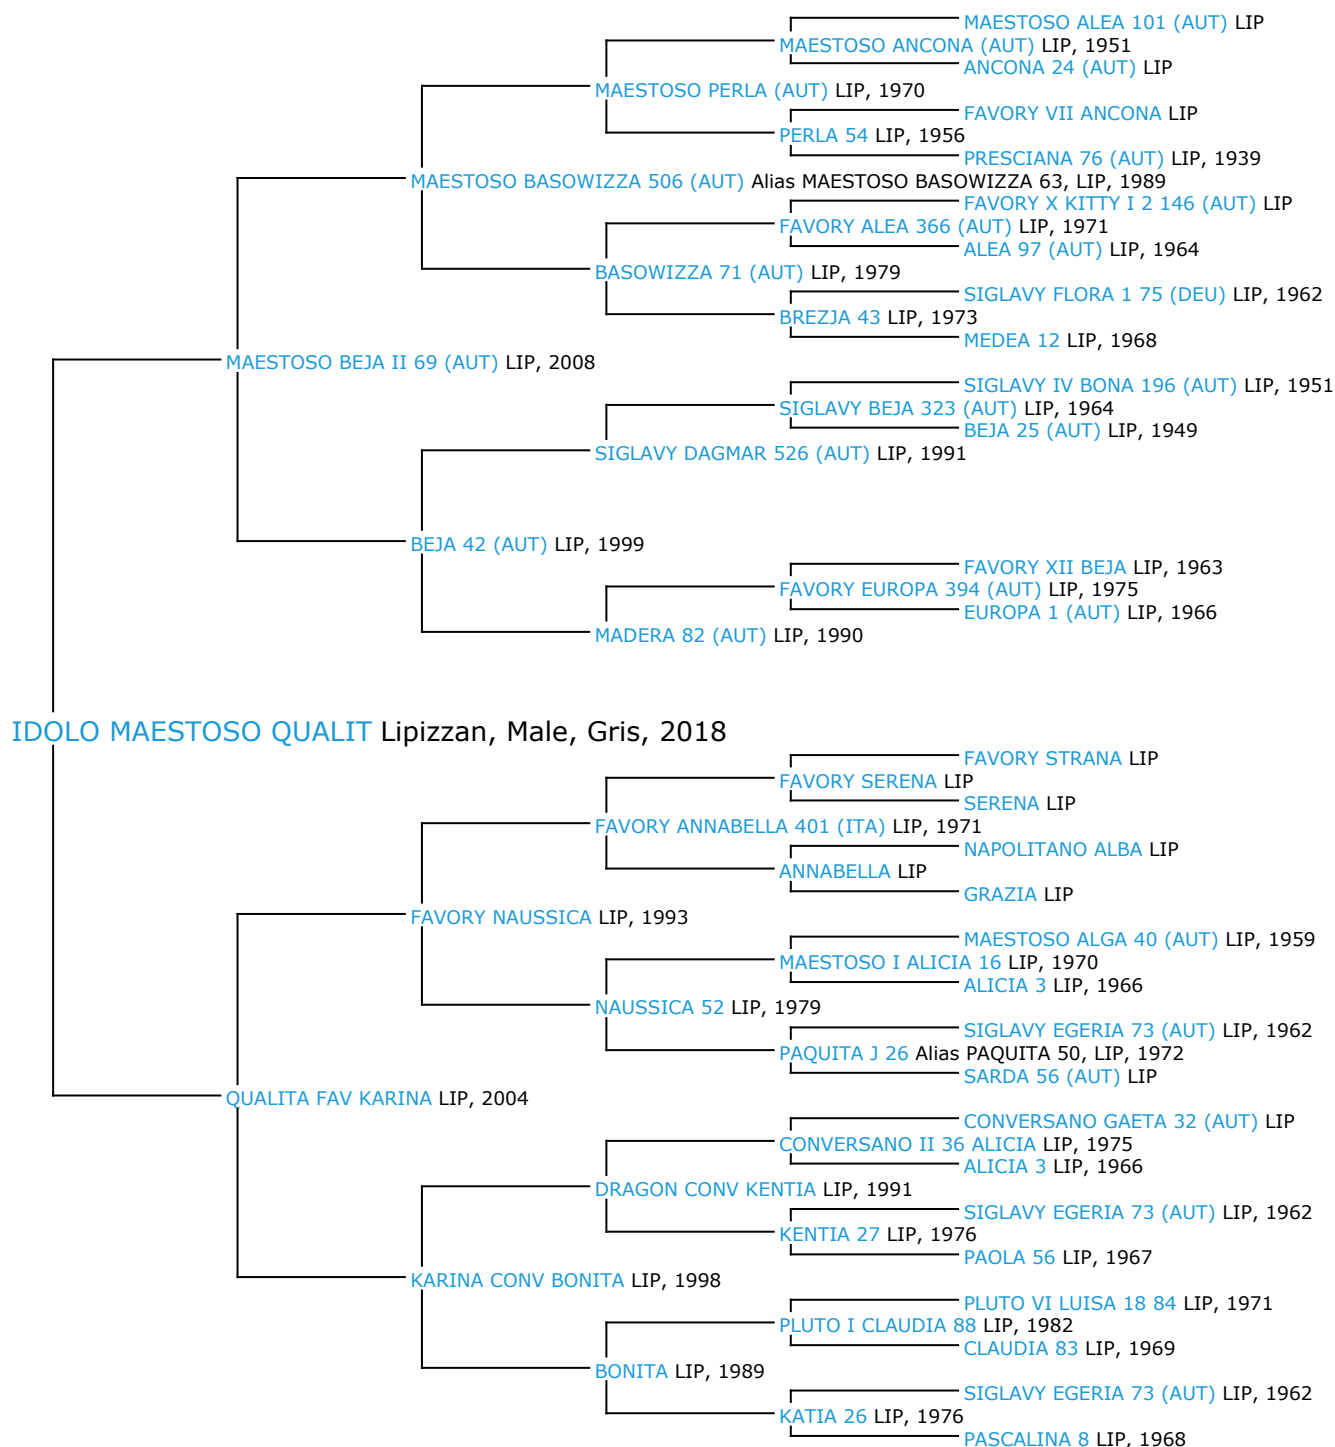 MAESTOSO ALEA 101 (AUT) LIP
MAESTOSO ANCONA (AUT) LIP, 1951
ANCONA 24 (AUT) LIP
MAESTOSO PERLA (AUT) LIP, 1970
FAVORY VII ANCONA LIP
PERLA 54 LIP, 1956
PRESCIANA 76 (AUT) LIP, 1939
MAESTOSO BASOWIZZA 506 (AUT) Alias MAESTOSO BASOWIZZA 63, LIP, 1989
FAVORY X KITTY I 2 146 (AUT) LIP
FAVORY ALEA 366 (AUT) LIP, 1971
ALEA 97 (AUT) LIP, 1964
BASOWIZZA 71 (AUT) LIP, 1979
SIGLAVY FLORA 1 75 (DEU) LIP, 1962
BREZJA 43 LIP, 1973
MEDEA 12 LIP, 1968
MAESTOSO BEJA II 69 (AUT) LIP, 2008
SIGLAVY IV BONA 196 (AUT) LIP, 1951
SIGLAVY BEJA 323 (AUT) LIP, 1964
BEJA 25 (AUT) LIP, 1949
SIGLAVY DAGMAR 526 (AUT) LIP, 1991
BEJA 42 (AUT) LIP, 1999
FAVORY XII BEJA LIP, 1963
FAVORY EUROPA 394 (AUT) LIP, 1975
EUROPA 1 (AUT) LIP, 1966
MADERA 82 (AUT) LIP, 1990
IDOLO MAESTOSO QUALIT Lipizzan, Male, Gris, 2018
FAVORY STRANA LIP
FAVORY SERENA LIP
SERENA LIP
FAVORY ANNABELLA 401 (ITA) LIP, 1971
NAPOLITANO ALBA LIP
ANNABELLA LIP
GRAZIA LIP
FAVORY NAUSSICA LIP, 1993
MAESTOSO ALGA 40 (AUT) LIP, 1959
MAESTOSO I ALICIA 16 LIP, 1970
ALICIA 3 LIP, 1966
NAUSSICA 52 LIP, 1979
SIGLAVY EGERIA 73 (AUT) LIP, 1962
PAQUITA J 26 Alias PAQUITA 50, LIP, 1972
SARDA 56 (AUT) LIP
QUALITA FAV KARINA LIP, 2004
CONVERSANO GAETA 32 (AUT) LIP
CONVERSANO II 36 ALICIA LIP, 1975
ALICIA 3 LIP, 1966
DRAGON CONV KENTIA LIP, 1991
SIGLAVY EGERIA 73 (AUT) LIP, 1962
KENTIA 27 LIP, 1976
PAOLA 56 LIP, 1967
KARINA CONV BONITA LIP, 1998
PLUTO VI LUISA 18 84 LIP, 1971
PLUTO I CLAUDIA 88 LIP, 1982
CLAUDIA 83 LIP, 1969
BONITA LIP, 1989
SIGLAVY EGERIA 73 (AUT) LIP, 1962
KATIA 26 LIP, 1976
PASCALINA 8 LIP, 1968